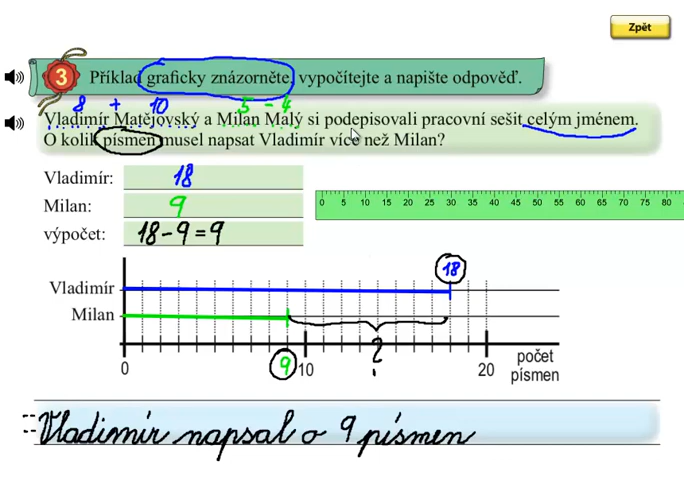 Zpět
3 Příklad graficky znázorněte, vypočítejte a napište odpověď.
8 + 10 5 - 4
Vladimír Matějovský a Milan Malý si podepisovali pracovní sešit celým jménem.
O kolik písmen musel napsat Vladimír více než Milan?
Vladimír: 18
Milan: 9
výpočet: 18-9=9
0 5 10 15 20 25 30 35 40 45 50 55 60 65 70 75 80
18
Vladimír
Milan
?
0 9 10 20
počet
písmen
Vladimír napsal o 9 písmen